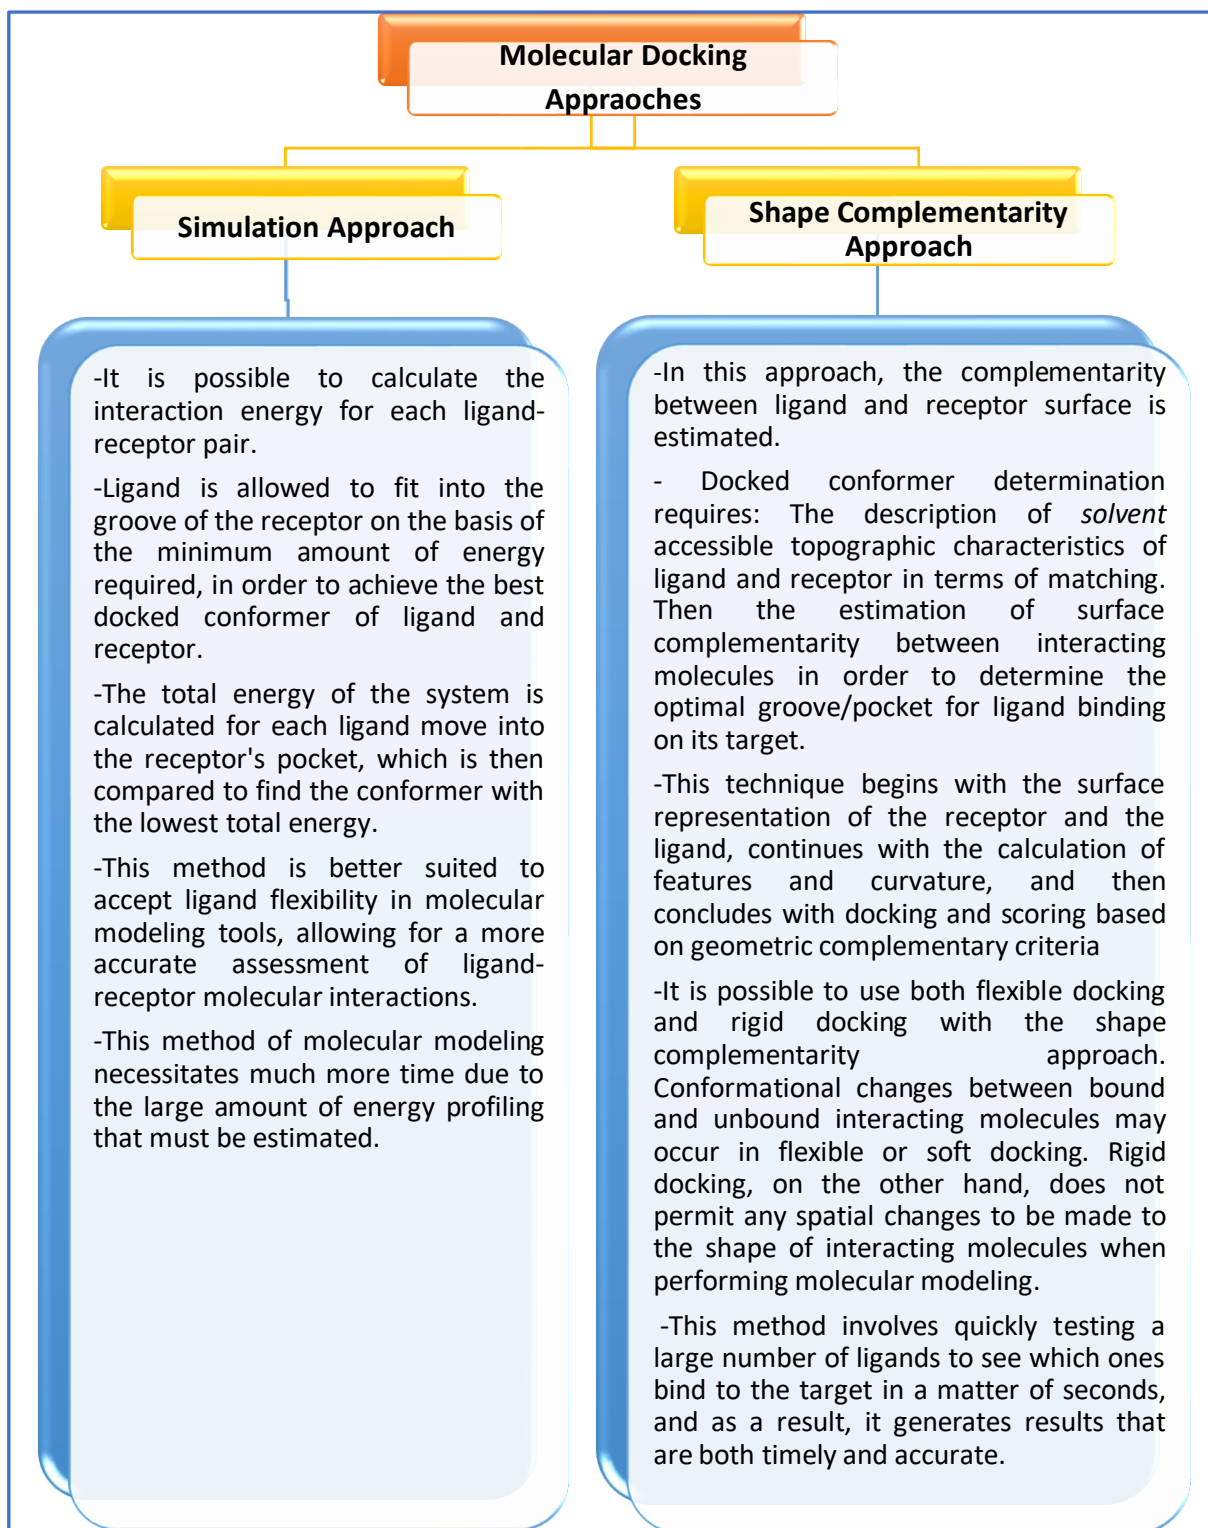 Molecular Docking
Appraoches
Simulation Approach
Shape Complementarity
Approach
-It is possible to calculate the
interaction energy for each ligand-
receptor pair.
-Ligand is allowed to fit into the
groove of the receptor on the basis of
the minimum amount of energy
required, in order to achieve the best
docked conformer of ligand and
receptor.
-The total energy of the system is
calculated for each ligand move into
the receptor's pocket, which is then
compared to find the conformer with
the lowest total energy.
-This method is better suited to
accept ligand flexibility in molecular
modeling tools, allowing for a more
accurate assessment of ligand-
receptor molecular interactions.
-This method of molecular modeling
necessitates much more time due to
the large amount of energy profiling
that must be estimated.
-In this approach, the complementarity
between ligand and receptor surface is
estimated.
- Docked conformer determination
requires: The description of solvent
accessible topographic characteristics of
ligand and receptor in terms of matching.
Then the estimation of surface
complementarity between interacting
molecules in order to determine the
optimal groove/pocket for ligand binding
on its target.
-This technique begins with the surface
representation of the receptor and the
ligand, continues with the calculation of
features and curvature, and then
concludes with docking and scoring based
on geometric complementary criteria
-It is possible to use both flexible docking
and rigid docking with the shape
complementarity approach.
Conformational changes between bound
and unbound interacting molecules may
occur in flexible or soft docking. Rigid
docking, on the other hand, does not
permit any spatial changes to be made to
the shape of interacting molecules when
performing molecular modeling.
-This method involves quickly testing a
large number of ligands to see which ones
bind to the target in a matter of seconds,
and as a result, it generates results that
are both timely and accurate.